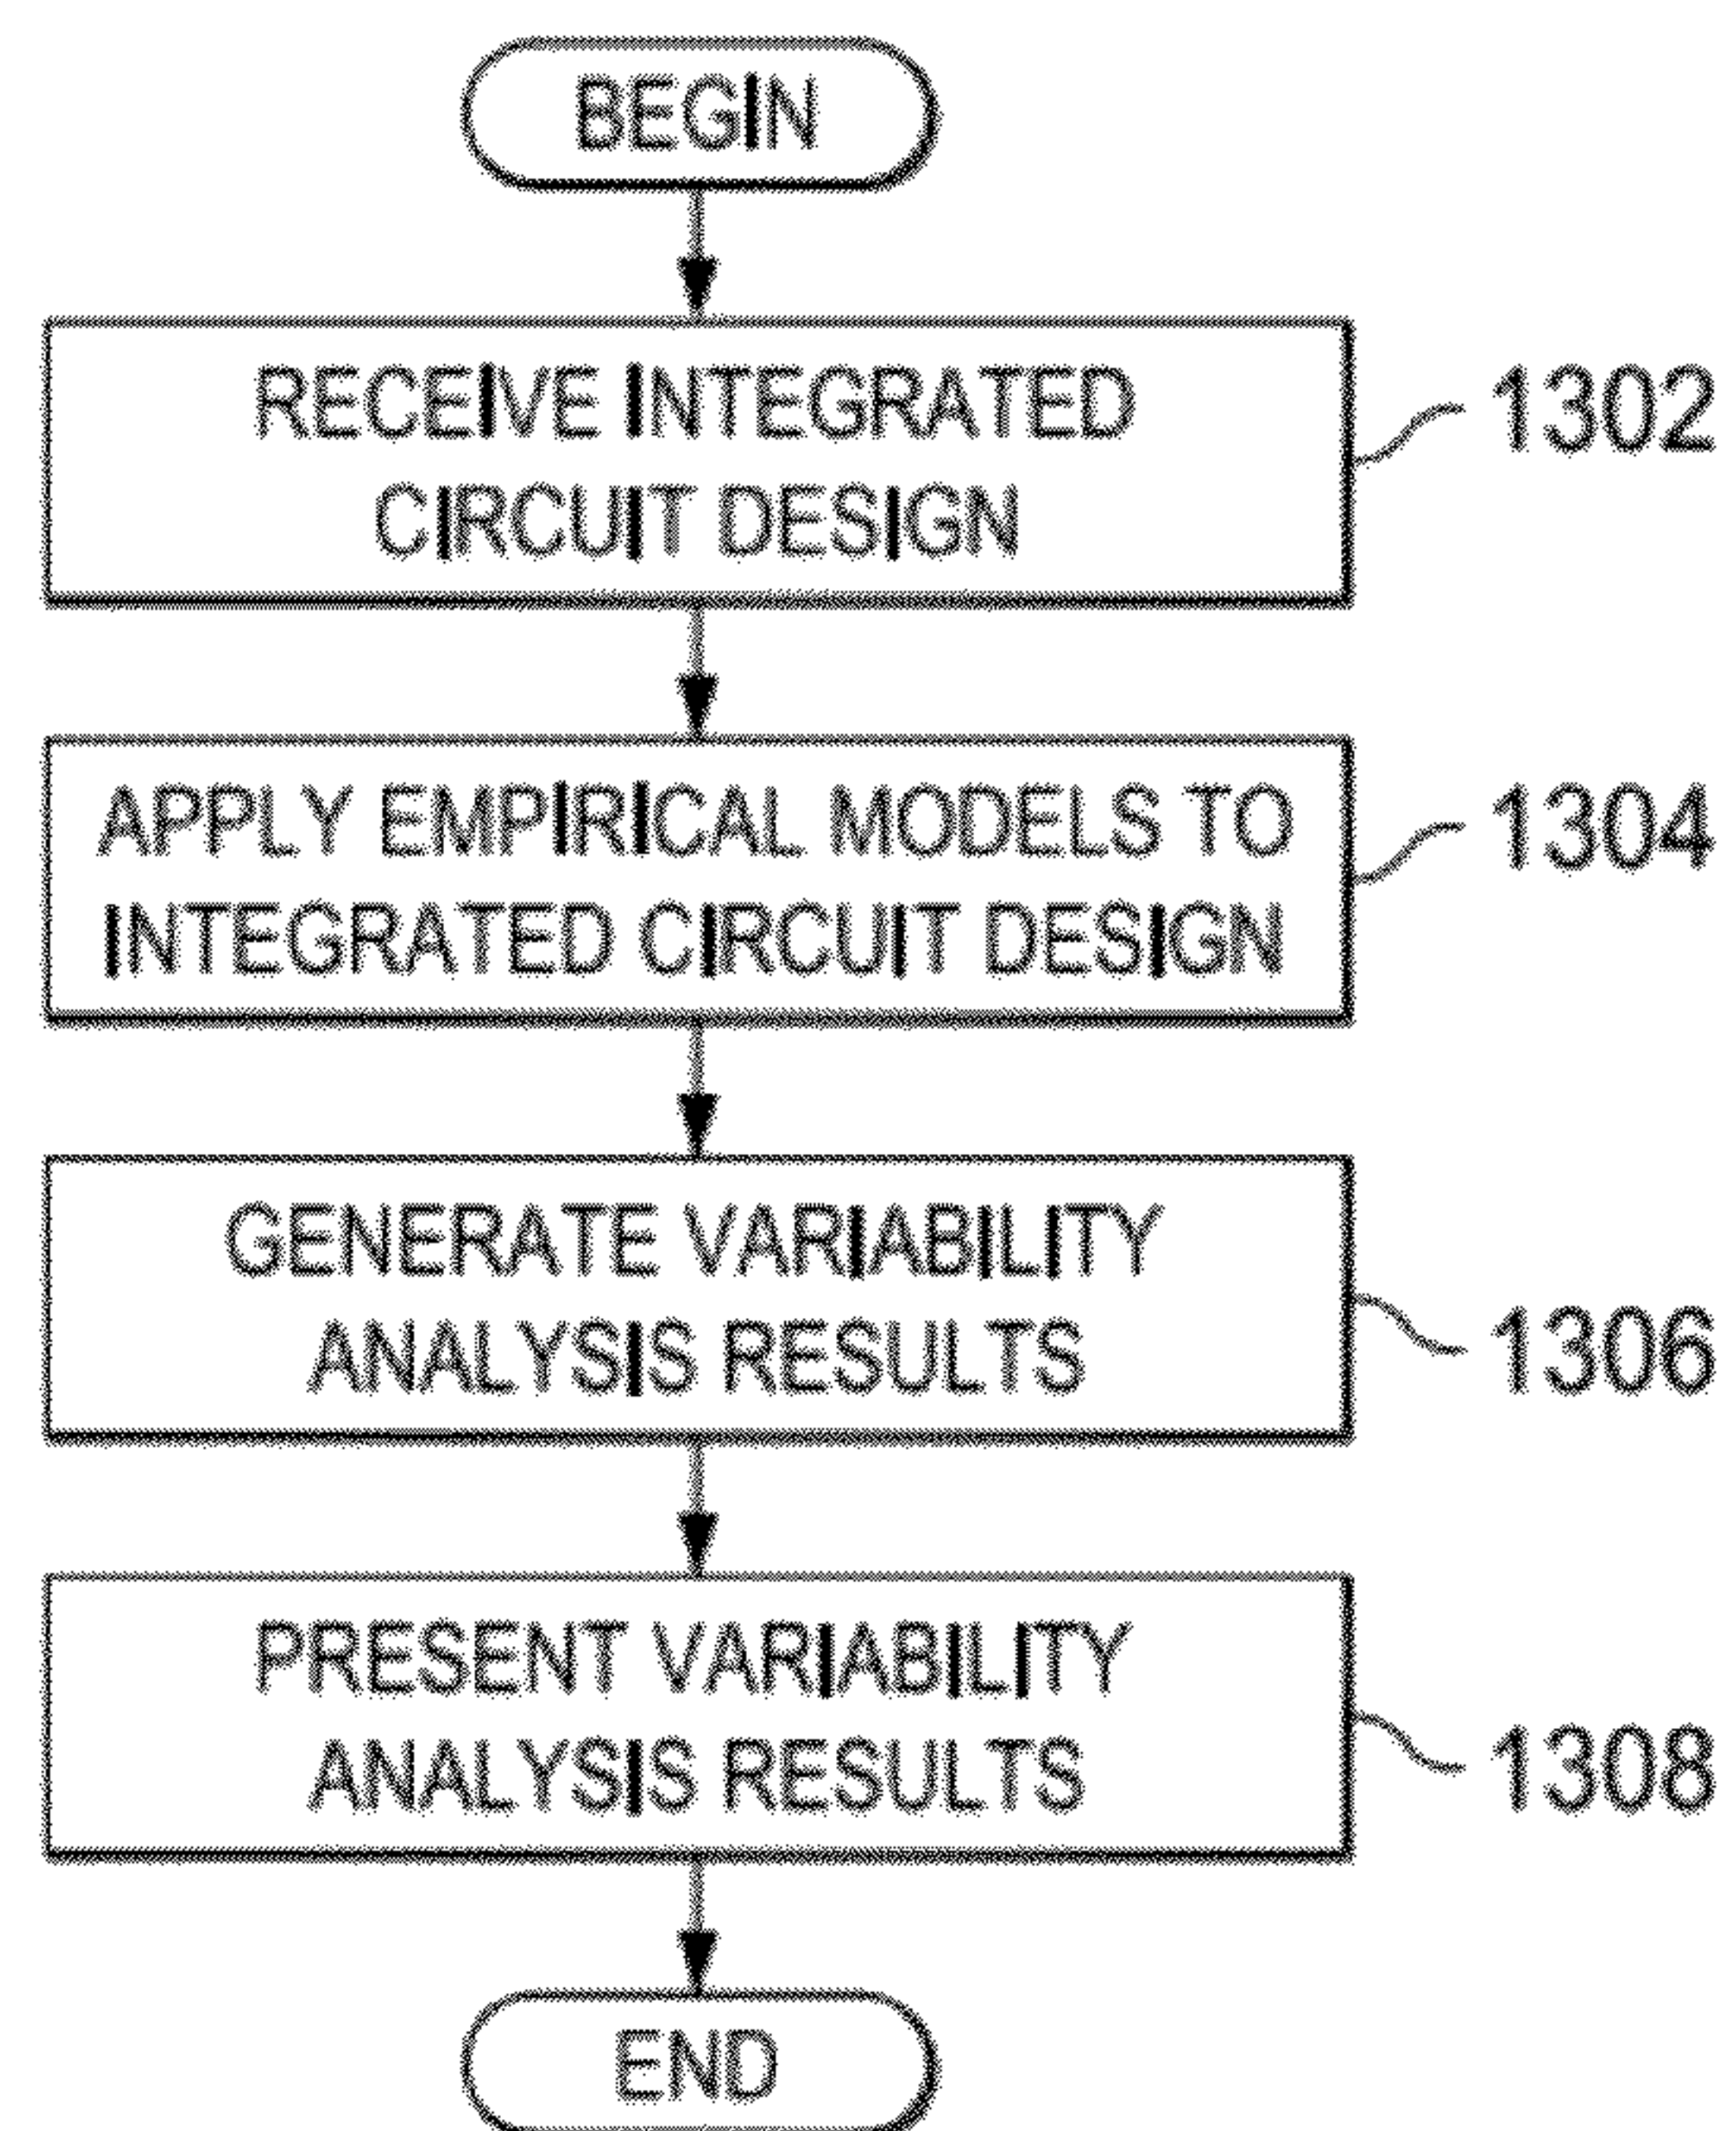 BEGIN
RECEIVE INTEGRATED
CIRCUIT DESIGN
1302
APPLY EMPIRICAL MODELS TO
INTEGRATED CIRCUIT DESIGN
1304
GENERATE VARIABILITY
ANALYSIS RESULTS
1306
PRESENT VARIABILITY
ANALYSIS RESULTS
1308
END